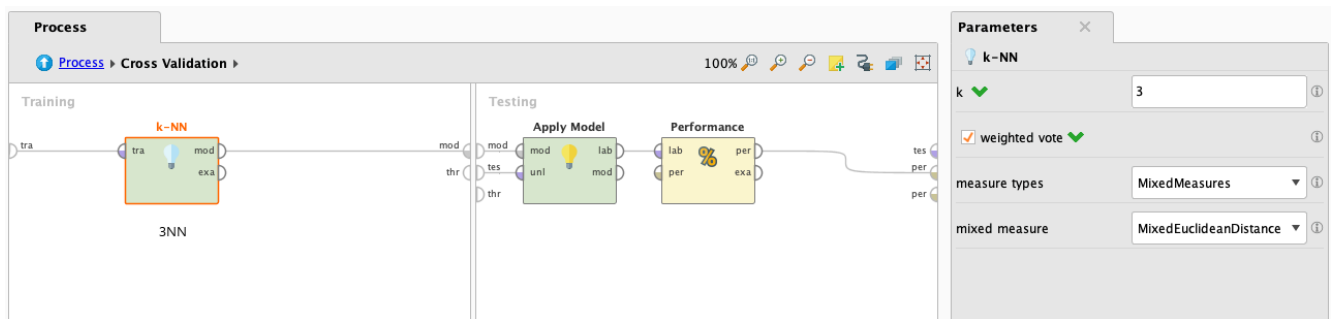 Process
Process ▸ Cross Validation ▸
100%
Training
k-NN
tra
tra
mod
exa
mod
thr
3NN
Testing
mod
tes
thr
Apply Model
mod
lab
unl
mod
Performance
%
lab
per
per
exa
tes
per
per
Parameters
k-NN
k
3
weighted vote
measure types
MixedMeasures
mixed measure
MixedEuclideanDistance